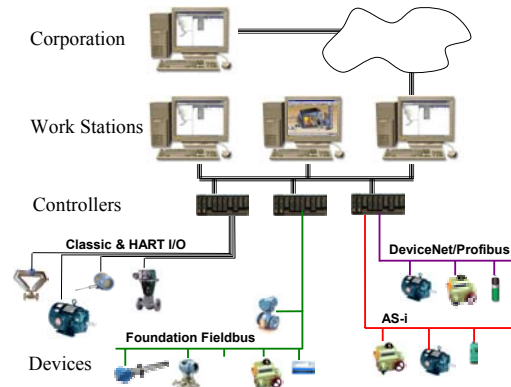 Corporation
Work Stations
Controllers
Classic & HART I/O
DeviceNet/Profibus
AS-i
Foundation Fieldbus
Devices